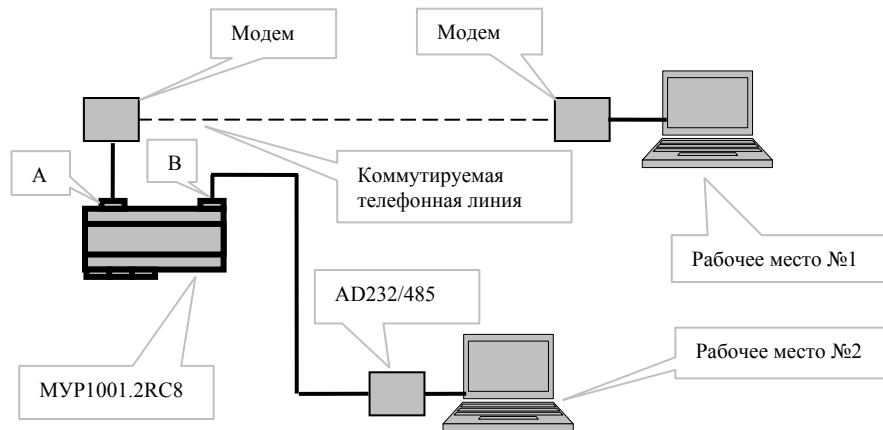 Модем
Модем
A
B
Коммутируемая
телефонная линия
Рабочее место №1
AD232/485
Рабочее место №2
МУР1001.2RC8